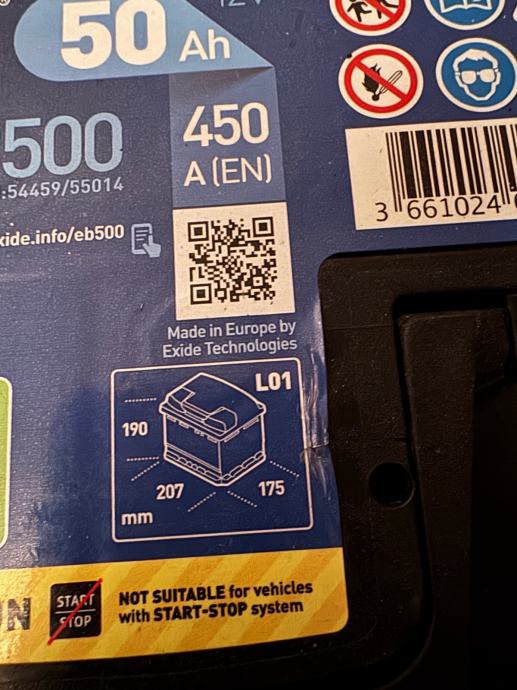 50 Ah
450
A (EN)
500
:54459/55014
xide.info/eb500
3 661024
Made in Europe by
Exide Technologies
L01
190
207
175
mm
START
STOP
NOT SUITABLE for vehicles
with START-STOP system